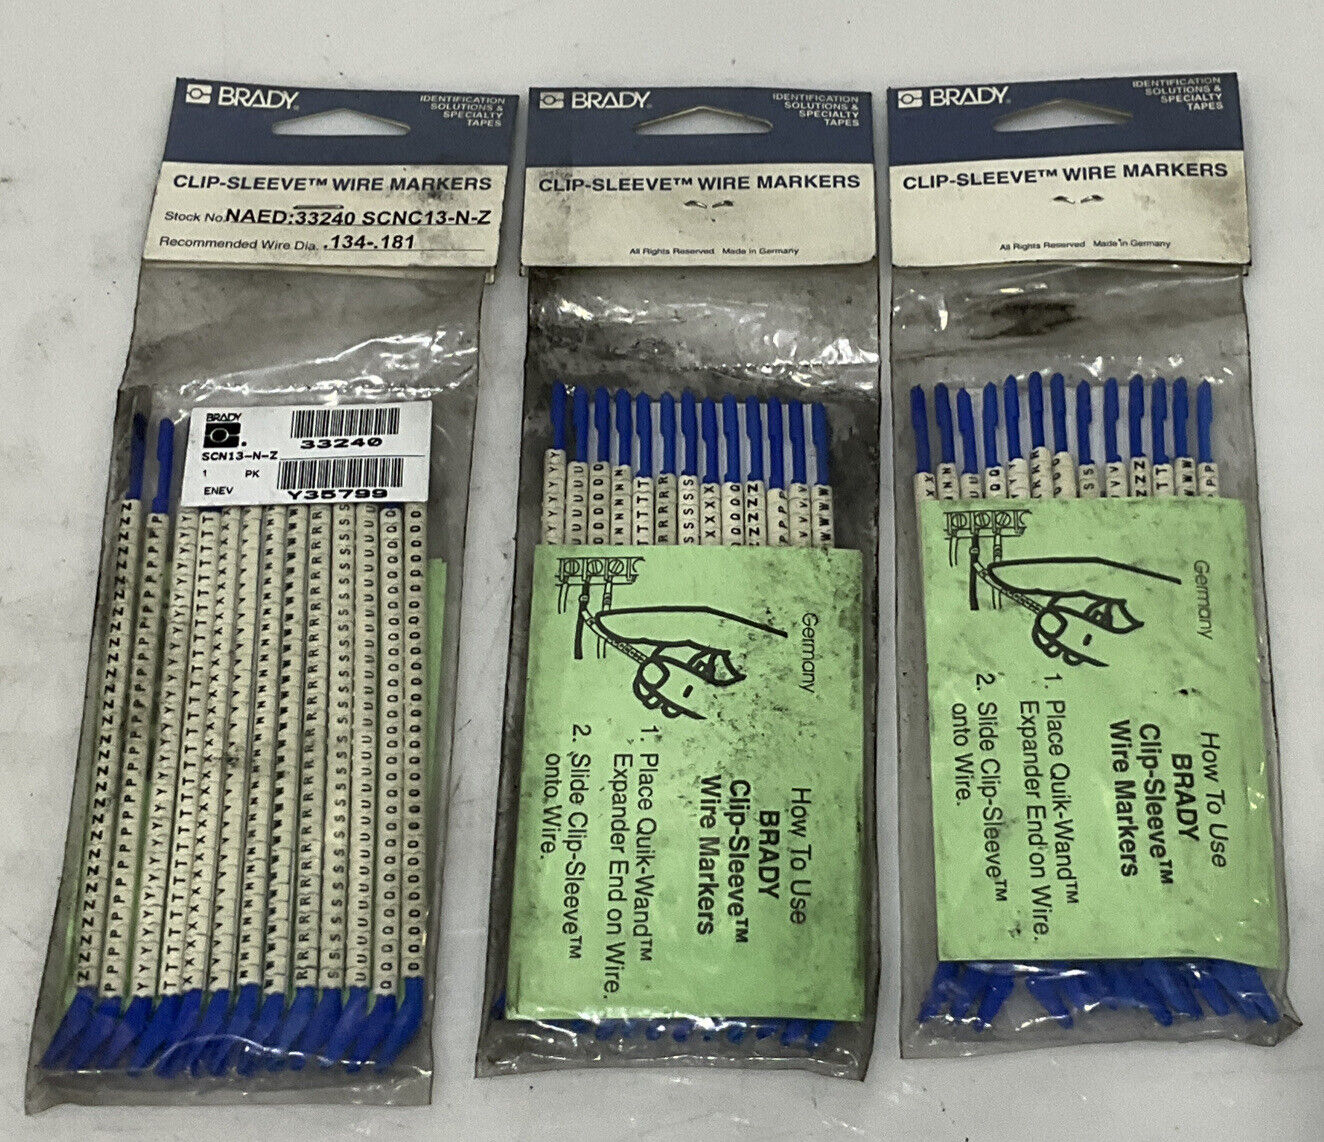 BRADY
IDENTIFICATION
SOLUTIONS &
SPECIALTY
TAPES
CLIP-SLEEVE™ WIRE MARKERS
Stock No. NAED:33240 SCNC13-N-Z
Recommended Wire Dia. .134-.181
BRADY
33240
SCN13-N-Z
1 PK
ENEV
Y35799
BRADY
IDENTIFICATION
SOLUTIONS &
SPECIALTY
TAPES
CLIP-SLEEVE™ WIRE MARKERS
All Rights Reserved Made in Germany
How To Use
BRADY
Clip-Sleeve™
Wire Markers
1. Place Quik-Wand™
Expander End on Wire.
2. Slide Clip-Sleeve™
onto Wire.
Germany
BRADY
IDENTIFICATION
SOLUTIONS &
SPECIALTY
TAPES
CLIP-SLEEVE™ WIRE MARKERS
All Rights Reserved Made in Germany
How To Use
BRADY
Clip-Sleeve™
Wire Markers
1. Place Quik-Wand™
Expander End on Wire.
2. Slide Clip-Sleeve™
onto Wire.
Germany